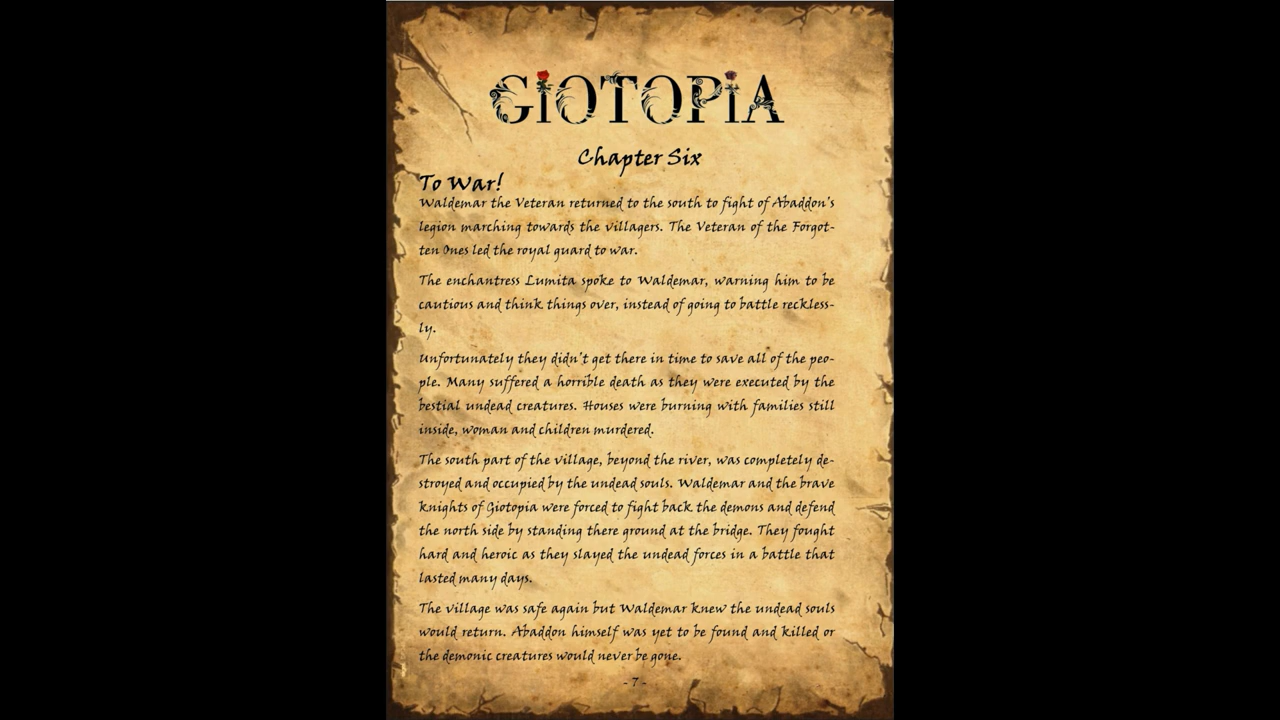 GIOTOPIA
Chapter Six
To War!
Waldemar the Veteran returned to the south to fight of Abaddon's
legion marching towards the villagers. The Veteran of the Forgot-
ten Ones led the royal guard to war.
The enchantress Lumita spoke to Waldemar, warning him to be
cautious and think things over, instead of going to battle reckless-
ly.
Unfortunately they didn't get there in time to save all of the peo-
ple. Many suffered a horrible death as they were executed by the
bestial undead creatures. Houses were burning with families still
inside, woman and children murdered.
The south part of the village, beyond the river, was completely de-
stroyed and occupied by the undead souls. Waldemar and the brave
knights of Giotopia were forced to fight back the demons and defend
the north side by standing there ground at the bridge. They fought
hard and heroic as they slayed the undead forces in a battle that
lasted many days.
The village was safe again but Waldemar knew the undead souls
would return. Abaddon himself was yet to be found and killed or
the demonic creatures would never be gone.
- 7 -